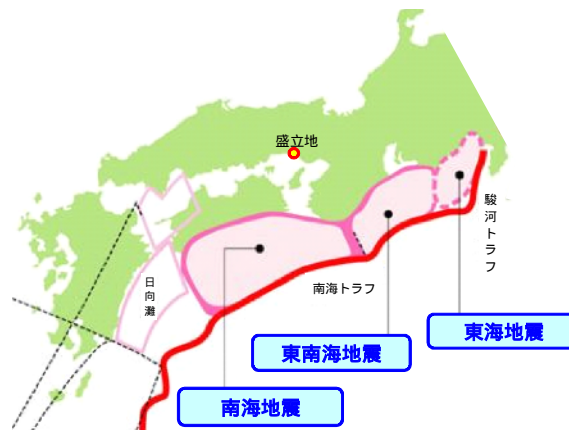 盛立地
駿河トラフ
日向灘
南海トラフ
東海地震
東南海地震
南海地震